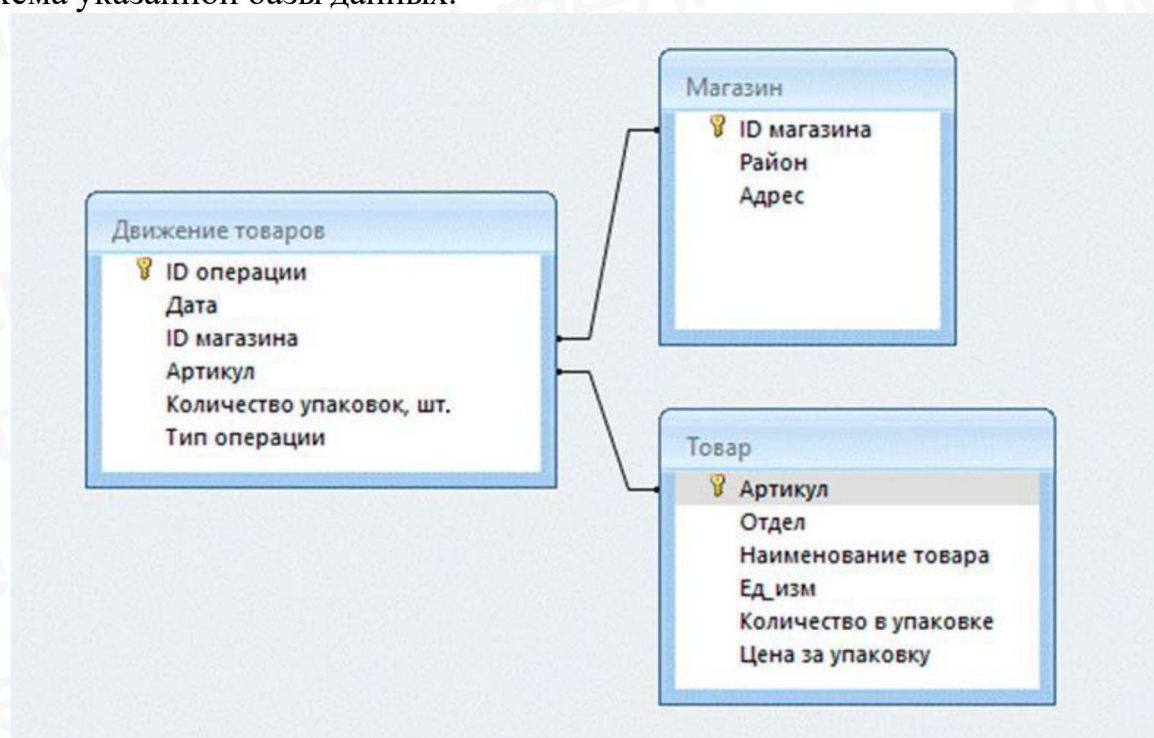 схема указанной базы данных.
Магазин
ID магазина
Район
Адрес
Движение товаров
ID операции
Дата
ID магазина
Артикул
Количество упаковок, шт.
Тип операции
Товар
Артикул
Отдел
Наименование товара
Ед_изм
Количество в упаковке
Цена за упаковку